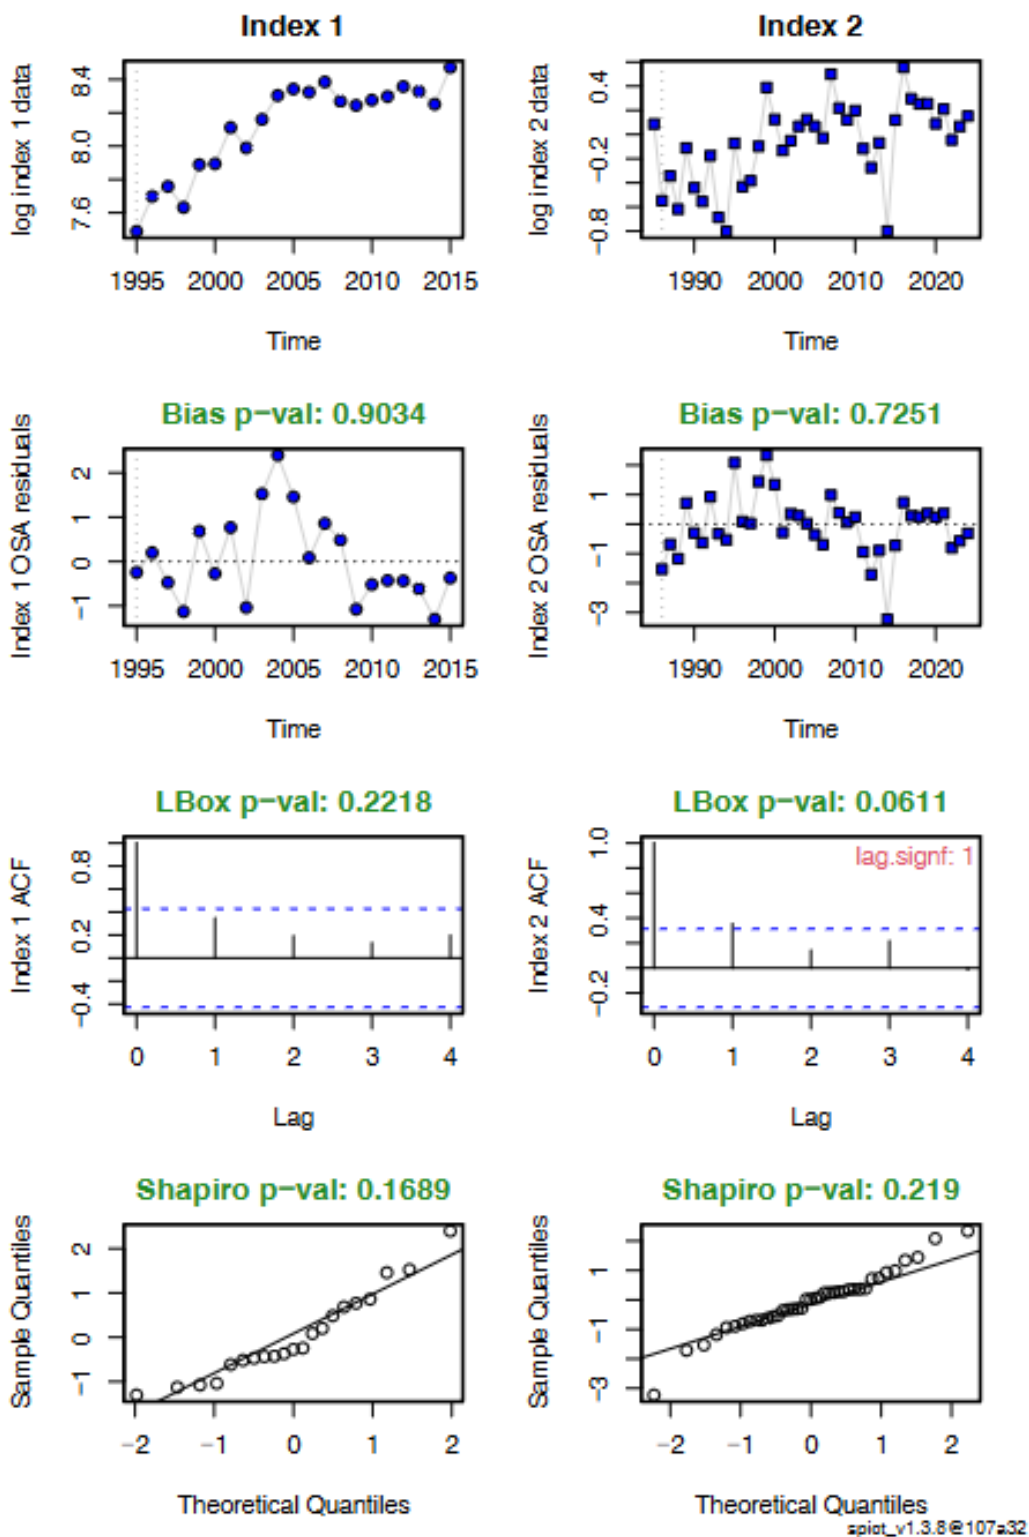 Index 1
log index 1 data
7.6 8.0 8.4
1995 2000 2005 2010 2015
Time
Index 2
log index 2 data
−0.8 −0.2 0.4
1990 2000 2010 2020
Time
Bias p−val: 0.9034
Index 1 OSA residuals
−1 0 1 2
1995 2000 2005 2010 2015
Time
Bias p−val: 0.7251
Index 2 OSA residuals
−3 −1 1
1990 2000 2010 2020
Time
LBox p−val: 0.2218
Index 1 ACF
−0.4 0.2 0.8
0 1 2 3 4
Lag
LBox p−val: 0.0611
Index 2 ACF
−0.2 0.4 1.0
lag.signf: 1
0 1 2 3 4
Lag
Shapiro p−val: 0.1689
Sample Quantiles
−1 0 1 2
−2 −1 0 1 2
Theoretical Quantiles
Shapiro p−val: 0.219
Sample Quantiles
−3 −1 1
−2 −1 0 1 2
Theoretical Quantiles
spict_v1.3.8@107a32